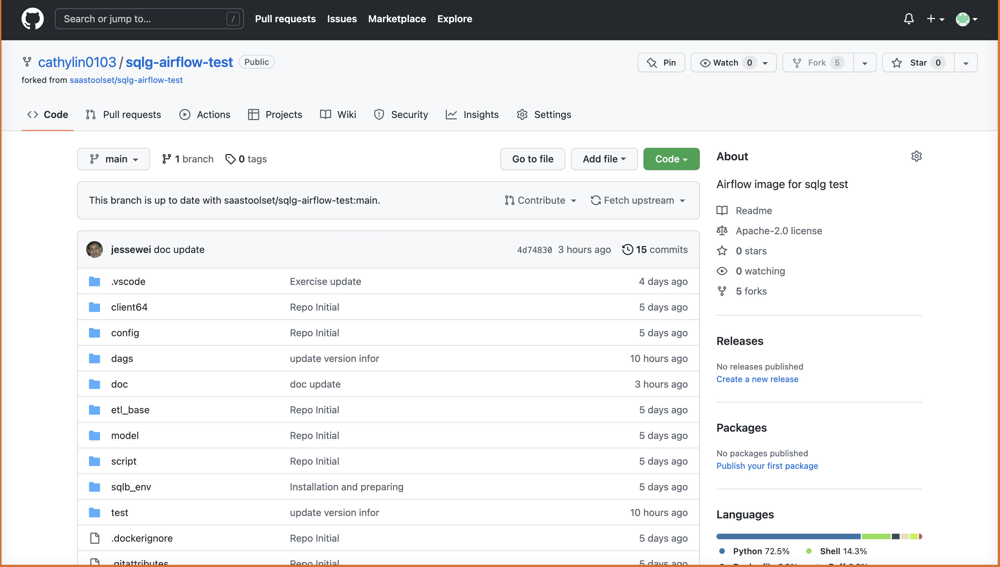 Search or jump to... /
Pull requests Issues Marketplace Explore
cathylin0103 / sqlg-airflow-test Public
Pin Watch 0 Fork 5 Star 0
forked from saastoolset/sqlg-airflow-test
Code Pull requests Actions Projects Wiki Security Insights Settings
main 1 branch 0 tags Go to file Add file Code
This branch is up to date with saastoolset/sqlg-airflow-test:main. Contribute Fetch upstream
jessewei doc update 4d74830 3 hours ago 15 commits
.vscode Exercise update 4 days ago
client64 Repo Initial 5 days ago
config Repo Initial 5 days ago
dags update version infor 10 hours ago
doc doc update 3 hours ago
etl_base Repo Initial 5 days ago
model Repo Initial 5 days ago
script Repo Initial 5 days ago
sqlb_env Installation and preparing 5 days ago
test update version infor 10 hours ago
.dockerignore Repo Initial 5 days ago
.gitattributes Repo Initial 5 days ago
About
Airflow image for sqlg test
Readme
Apache-2.0 license
0 stars
0 watching
5 forks
Releases
No releases published
Create a new release
Packages
No packages published
Publish your first package
Languages
Python 72.5% Shell 14.3%